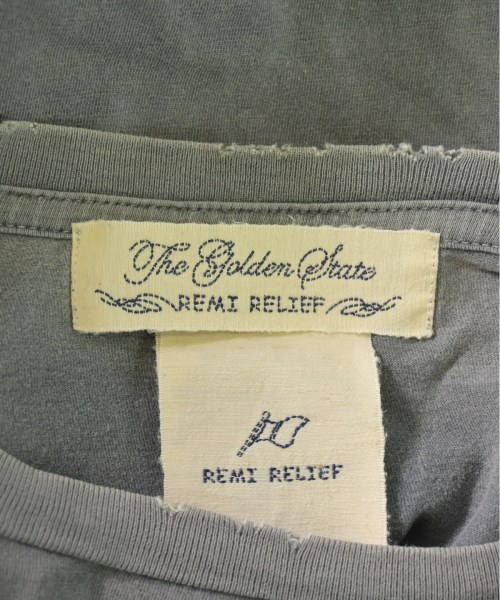 The Golden State
REMI RELIEF
REMI RELIEF